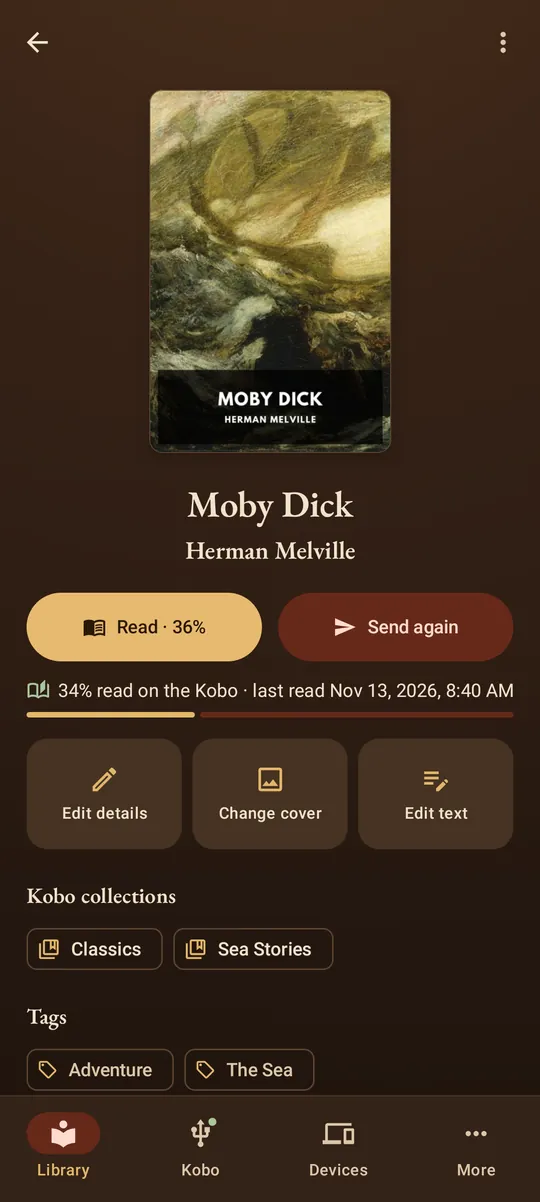 MOBY DICK
HERMAN MELVILLE
Moby Dick
Herman Melville
Read · 36%
Send again
34% read on the Kobo · last read Nov 13, 2026, 8:40 AM
Edit details
Change cover
Edit text
Kobo collections
Classics
Sea Stories
Tags
Adventure
The Sea
Library
Kobo
Devices
More